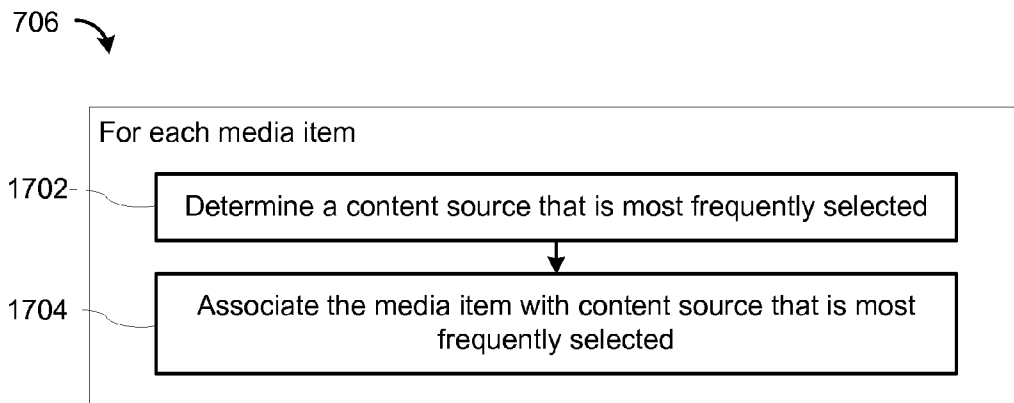 706
For each media item
1702
Determine a content source that is most frequently selected
1704
Associate the media item with content source that is most
frequently selected